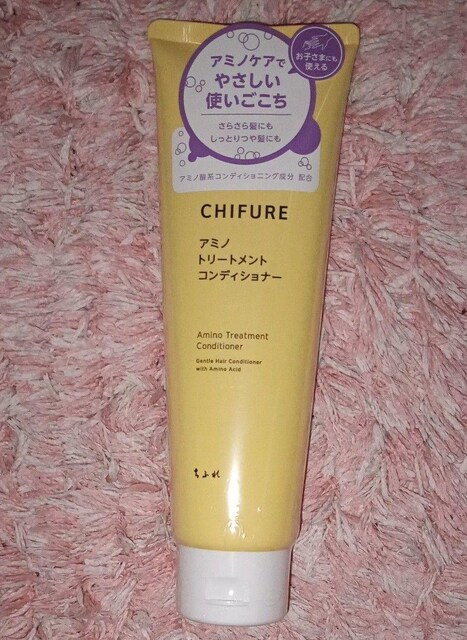 アミノケアで
やさしい
使いごこち
お子さまにも
使える
さらさら髪にも
しっとりつや髪にも
アミノ酸系コンディショニング成分 配合
CHIFURE
アミノ
トリートメント
コンディショナー
Amino Treatment
Conditioner
Gentle Hair Conditioner
with Amino Acid
ちふれ